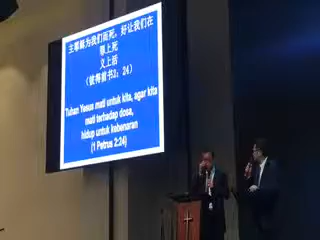 主耶稣为我们而死，好让我们在
罪上死
义上活
（彼得前书3：24）
Tuhan Yesus mati untuk kita, agar kita
mati terhadap dosa,
hidup untuk kebenaran
(1 Petrus 2:24)